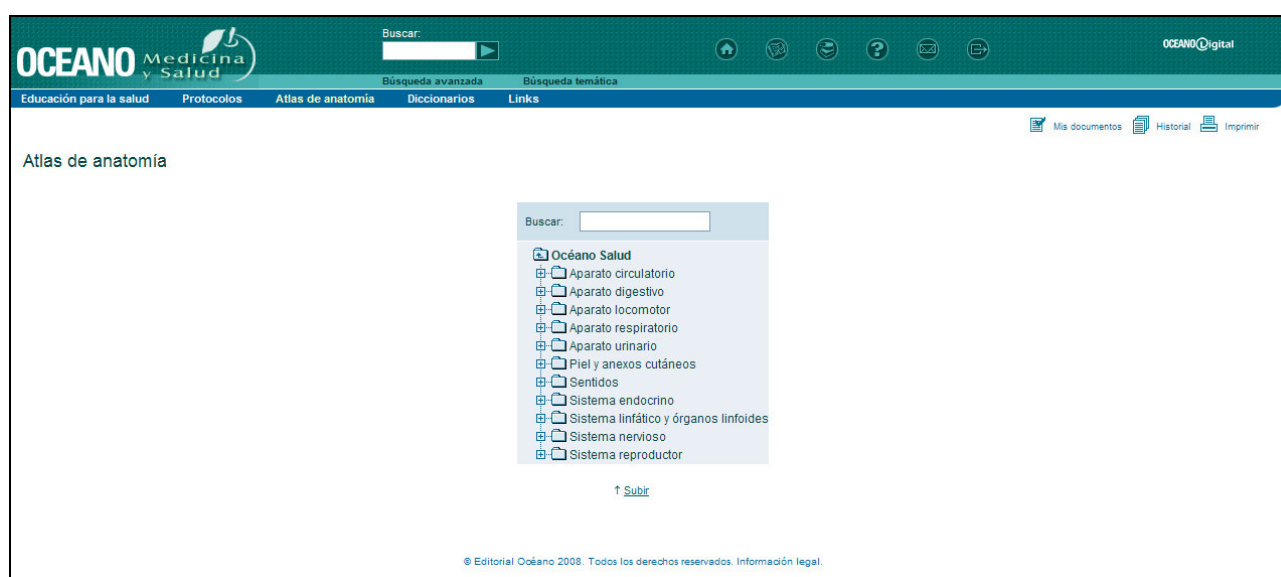 OCEANO Medicina y Salud
Buscar:
OCEANO Digital
Búsqueda avanzada Búsqueda temática
Educación para la salud Protocolos Atlas de anatomía Diccionarios Links
Mis documentos Historial Imprimir
Atlas de anatomía
Buscar:
Océano Salud
Aparato circulatorio
Aparato digestivo
Aparato locomotor
Aparato respiratorio
Aparato urinario
Piel y anexos cutáneos
Sentidos
Sistema endocrino
Sistema linfático y órganos linfoides
Sistema nervioso
Sistema reproductor
↑ Subir
© Editorial Océano 2008. Todos los derechos reservados. Información legal.